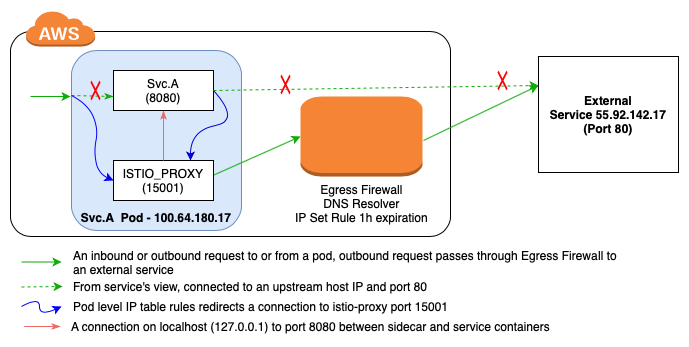 AWS
Svc.A
(8080)
ISTIO_PROXY
(15001)
Svc.A Pod - 100.64.180.17
Egress Firewall
DNS Resolver
IP Set Rule 1h expiration
External
Service 55.92.142.17
(Port 80)
An inbound or outbound request to or from a pod, outbound request passes through Egress Firewall to
an external service
From service's view, connected to an upstream host IP and port 80
Pod level IP table rules redirects a connection to istio-proxy port 15001
A connection on localhost (127.0.0.1) to port 8080 between sidecar and service containers